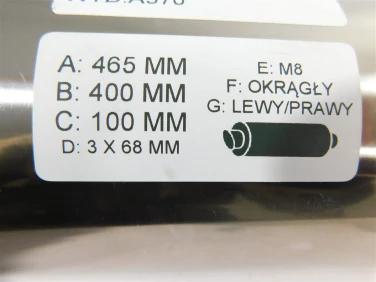 A: 465 MM
B: 400 MM
C: 100 MM
D: 3 X 68 MM
E: M8
F: OKRĄGŁY
G: LEWY/PRAWY